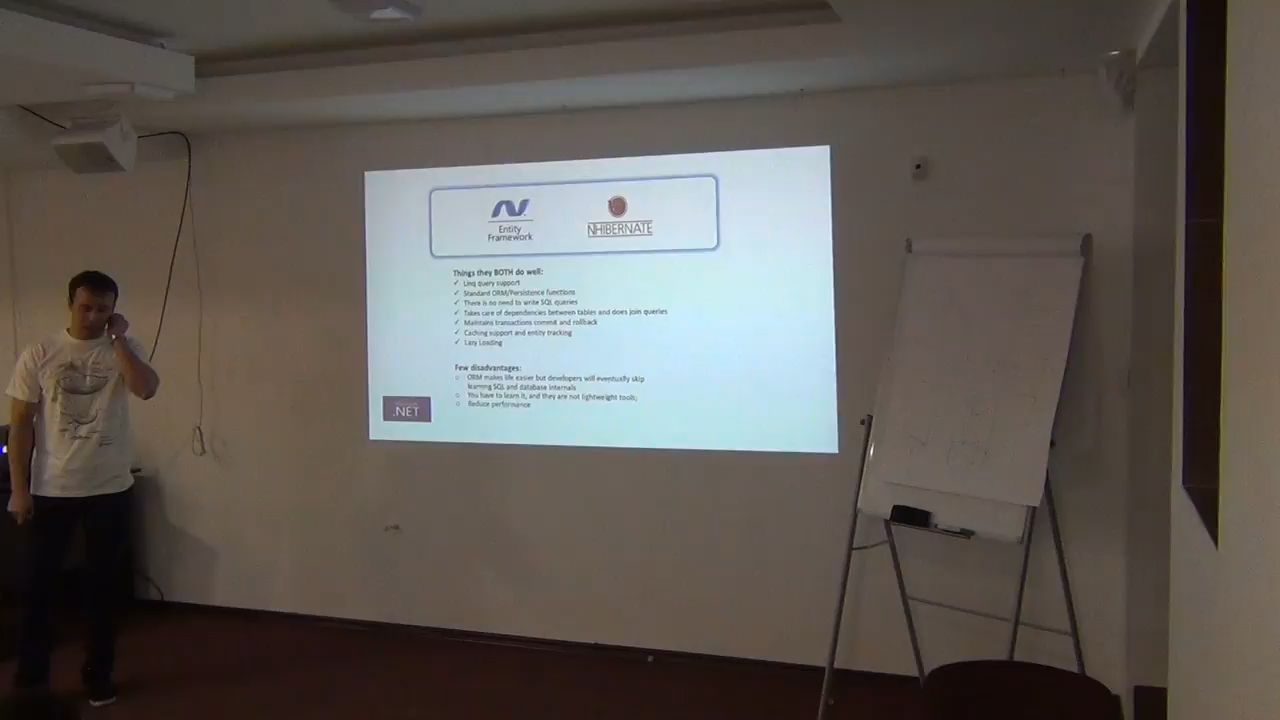 Entity
Framework
NHIBERNATE
Things they BOTH do well:
✓ Linq query support
✓ Standard ORM/Persistence functions
✓ There is no need to write SQL queries
✓ Takes care of dependencies between tables and does join queries
✓ Maintains transactions commit and rollback
✓ Caching support and entity tracking
✓ Lazy Loading
Few disadvantages:
○ ORM makes life easier but developers will eventually skip
learning SQL and database internals
○ You have to learn it, and they are not lightweight tools,
○ Reduce performance
.NET